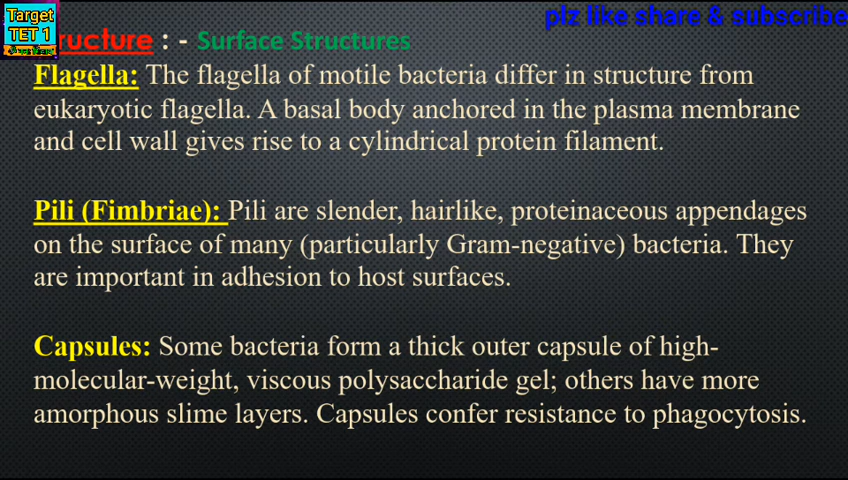 Target
TET 1
plz like share & subscribe
ructure : - Surface Structures
Flagella: The flagella of motile bacteria differ in structure from
eukaryotic flagella. A basal body anchored in the plasma membrane
and cell wall gives rise to a cylindrical protein filament.
Pili (Fimbriae): Pili are slender, hairlike, proteinaceous appendages
on the surface of many (particularly Gram-negative) bacteria. They
are important in adhesion to host surfaces.
Capsules: Some bacteria form a thick outer capsule of high-
molecular-weight, viscous polysaccharide gel; others have more
amorphous slime layers. Capsules confer resistance to phagocytosis.